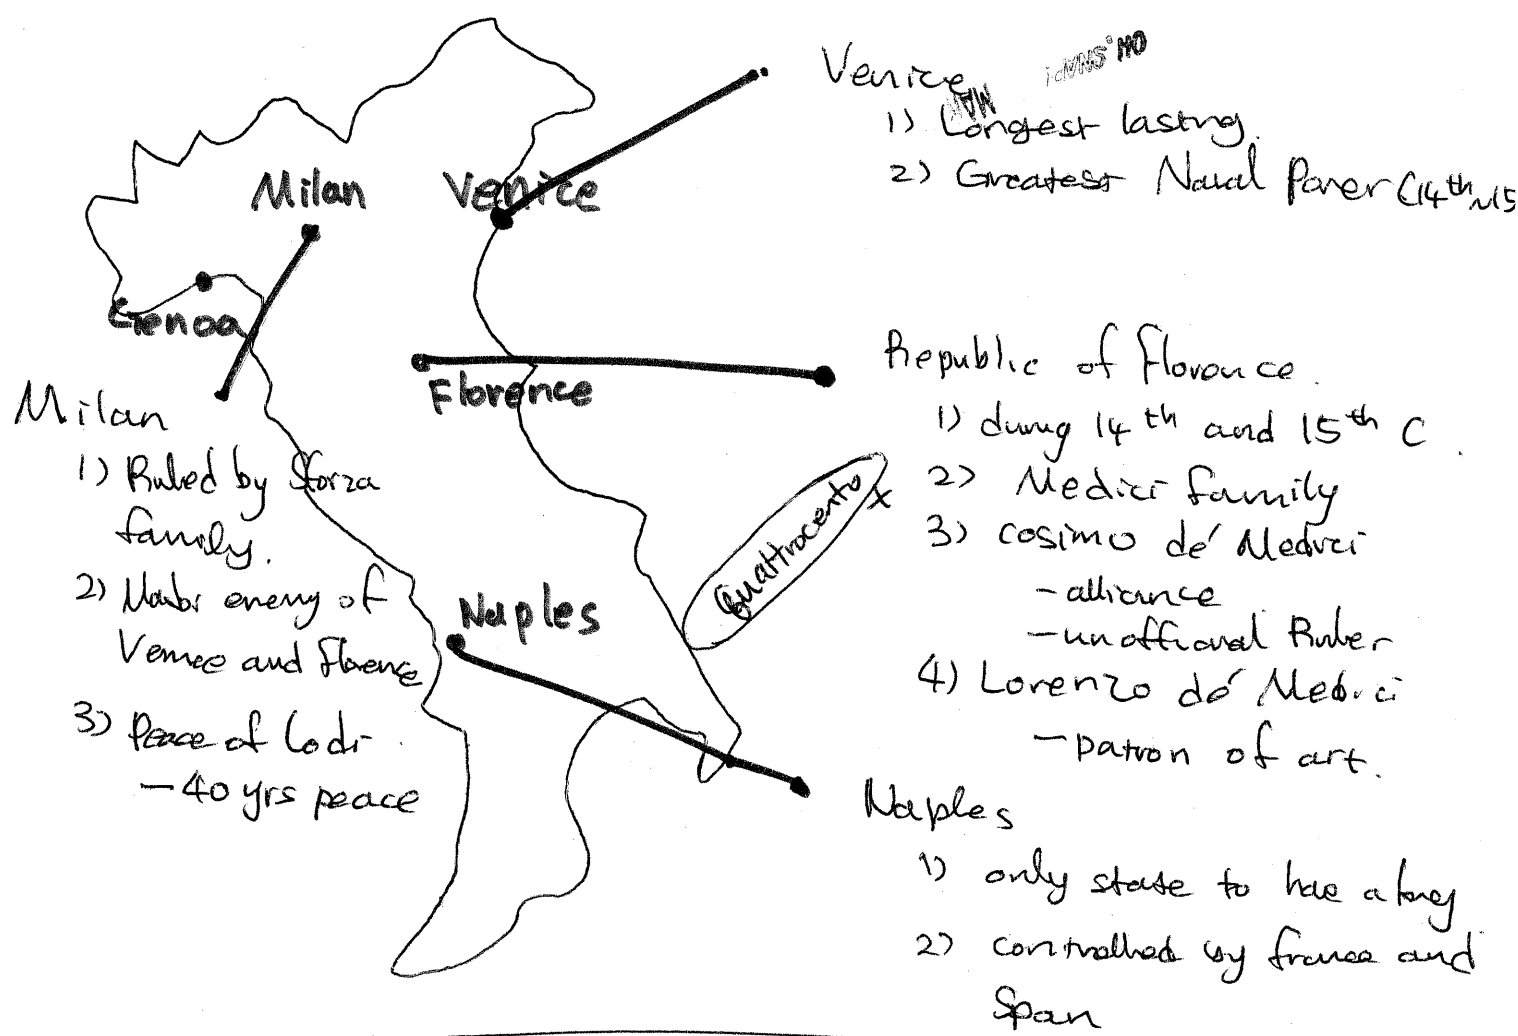 Venice
1) Longest lasting.
2) Greatest Naval Power (14th ~ 15
Milan
Venice
Genoa
Florence
Republic of Florence.
1) during 14th and 15th C.
2) Medici family
3) Cosimo dé Medici
- alliance
- unofficial Ruler
4) Lorenzo dé Medici
- patron of art.
Milan
1) Ruled by Sforza
family.
2) Major enemy of
Venice and Florence
3) Peace of Lodi.
- 40 yrs peace
Quattrocento x
Naples
Naples
1) only state to have a king
2) controlled by France and
Spain